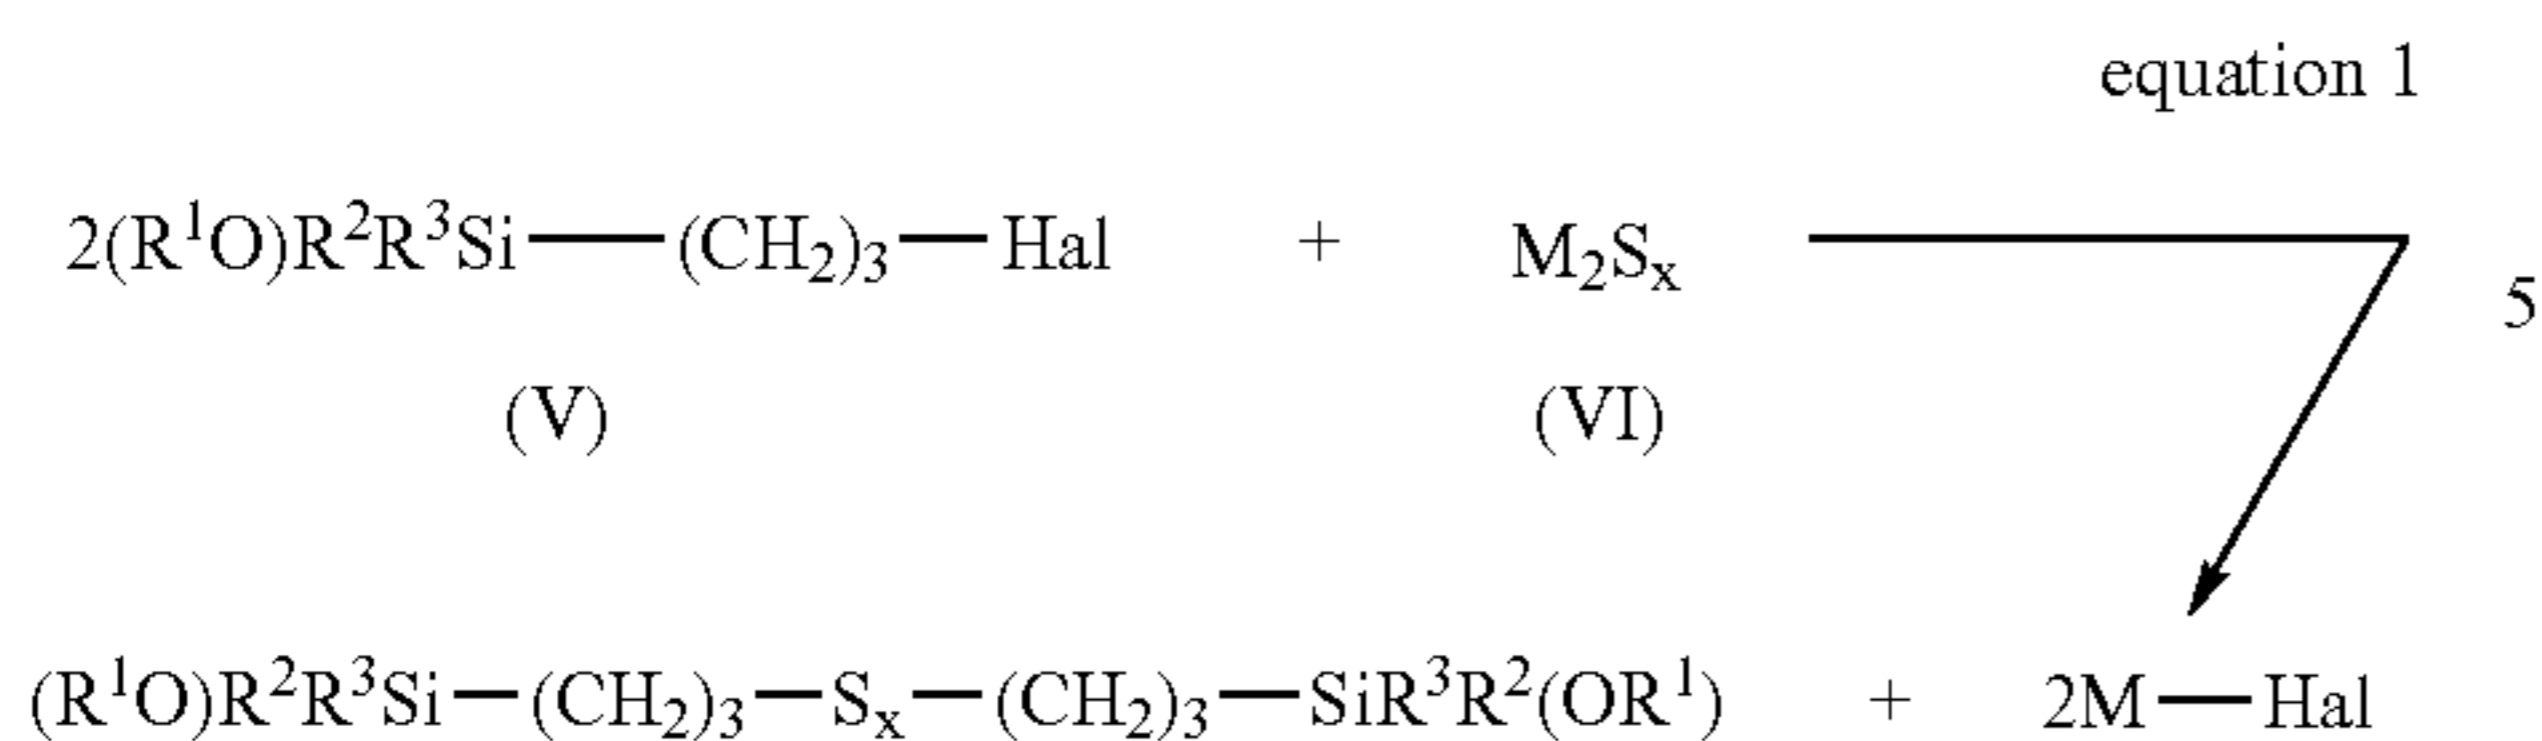 equation 1
2(R¹O)R²R³Si—(CH₂)₃—Hal + M₂Sₓ
5
(V) (VI)
(R¹O)R²R³Si—(CH₂)₃—Sₓ—(CH₂)₃—SiR³R²(OR¹) + 2M—Hal